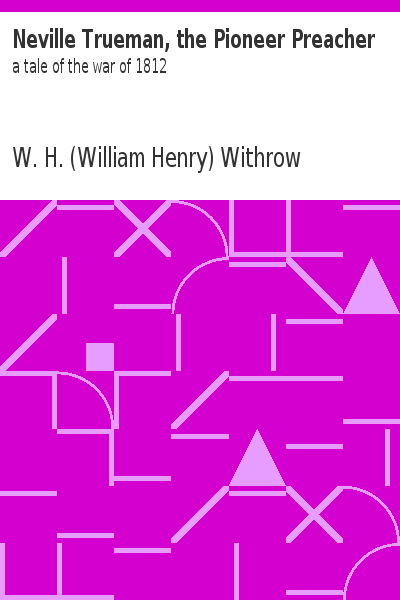 Neville Trueman, the Pioneer Preacher
a tale of the war of 1812
W. H. (William Henry) Withrow